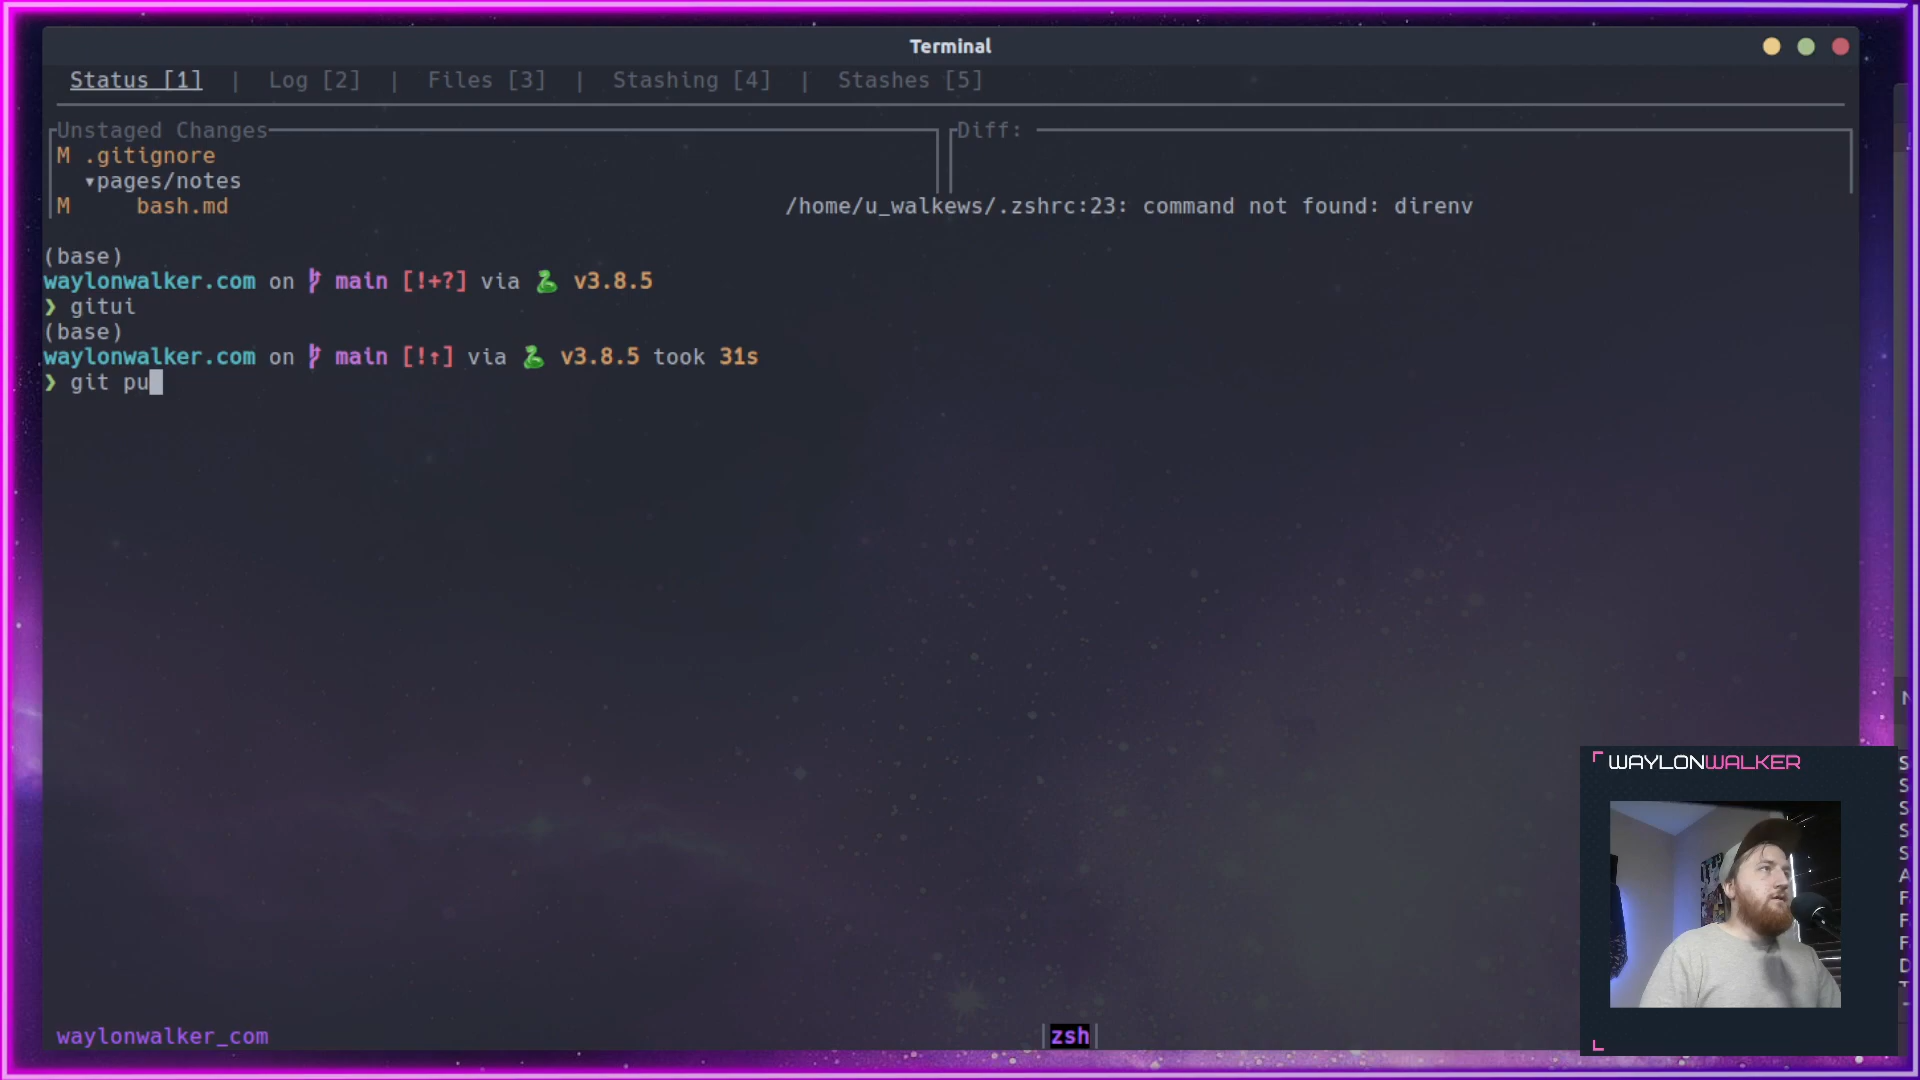 Terminal
Status [1] | Log [2] | Files [3] | Stashing [4] | Stashes [5]
Unstaged Changes
Diff:
M .gitignore
▾pages/notes
M bash.md
/home/u_walkews/.zshrc:23: command not found: direnv
(base)
waylonwalker.com on main [!+?] via 🐍 v3.8.5
❯ gitui
(base)
waylonwalker.com on main [!↑] via 🐍 v3.8.5 took 31s
❯ git pu
WAYLONWALKER
waylonwalker_com
|zsh|